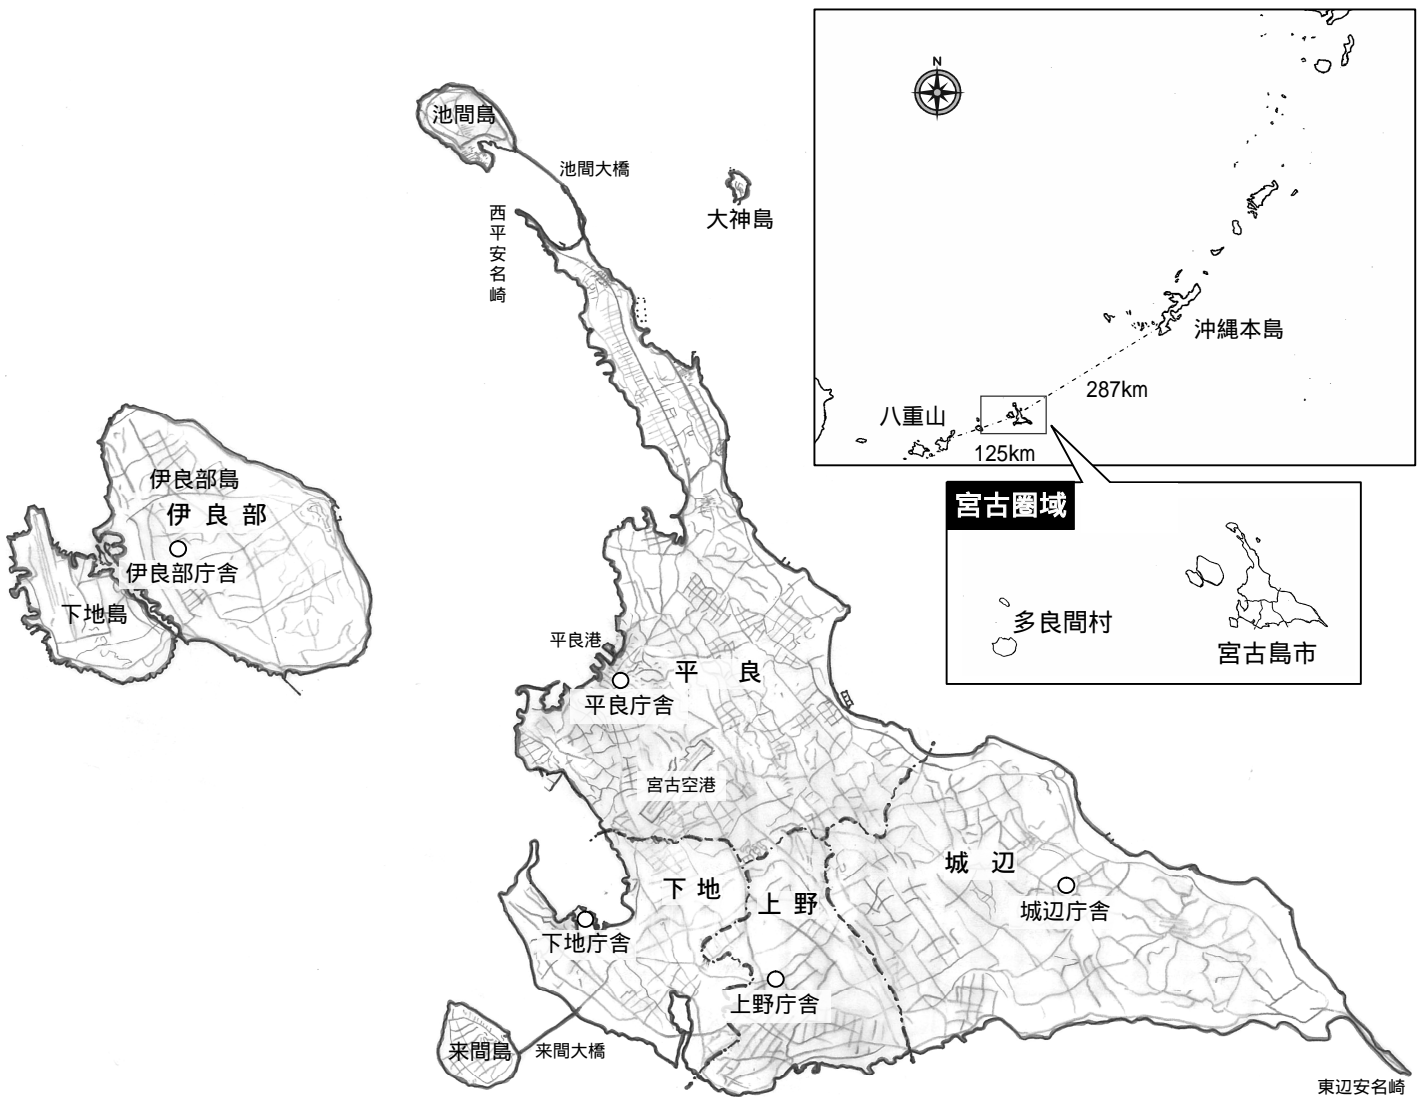 N
池間島
池間大橋
大神島
西平安名崎
沖縄本島
287km
八重山
125km
伊良部島
伊良部
伊良部庁舎
下地島
宮古圏域
多良間村
宮古島市
平良港
平良
平良庁舎
宮古空港
城辺
下地
上野
城辺庁舎
下地庁舎
上野庁舎
来間島
来間大橋
東辺安名崎